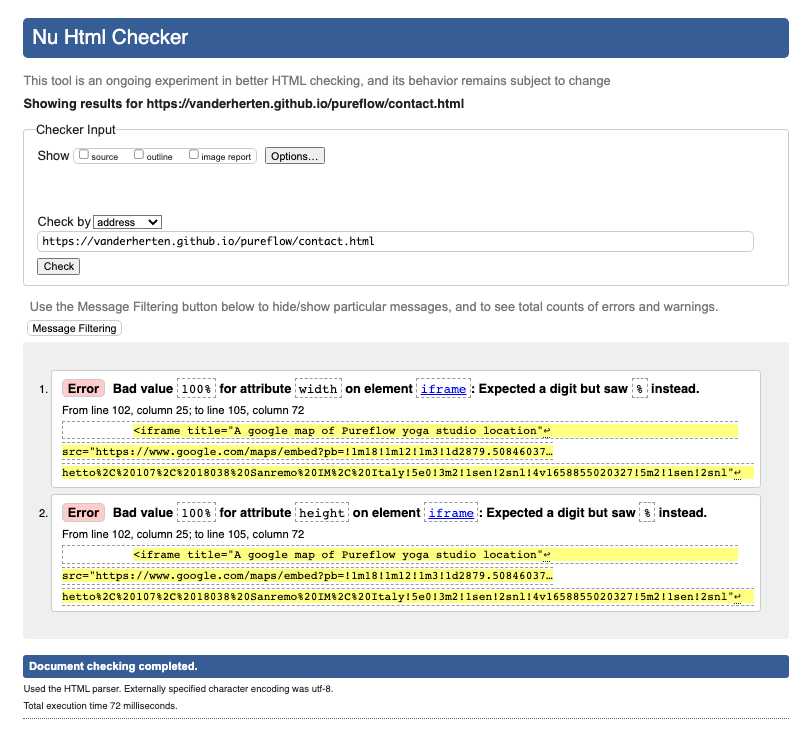 Nu Html Checker
This tool is an ongoing experiment in better HTML checking, and its behavior remains subject to change
Showing results for https://vanderherten.github.io/pureflow/contact.html
Checker Input
Show source outline image report Options...
Check by address
https://vanderherten.github.io/pureflow/contact.html
Check
Use the Message Filtering button below to hide/show particular messages, and to see total counts of errors and warnings.
Message Filtering
1. Error Bad value 100% for attribute width on element iframe: Expected a digit but saw % instead.
From line 102, column 25; to line 105, column 72
<iframe title="A google map of Pureflow yoga studio location"↩
src="https://www.google.com/maps/embed?pb=!1m18!1m12!1m3!1d2879.50846037…
hetto%2C%20107%2C%2018038%20Sanremo%20IM%2C%20Italy!5e0!3m2!1sen!2snl!4v1658855020327!5m2!1sen!2snl"↩
2. Error Bad value 100% for attribute height on element iframe: Expected a digit but saw % instead.
From line 102, column 25; to line 105, column 72
<iframe title="A google map of Pureflow yoga studio location"↩
src="https://www.google.com/maps/embed?pb=!1m18!1m12!1m3!1d2879.50846037…
hetto%2C%20107%2C%2018038%20Sanremo%20IM%2C%20Italy!5e0!3m2!1sen!2snl!4v1658855020327!5m2!1sen!2snl"↩
Document checking completed.
Used the HTML parser. Externally specified character encoding was utf-8.
Total execution time 72 milliseconds.